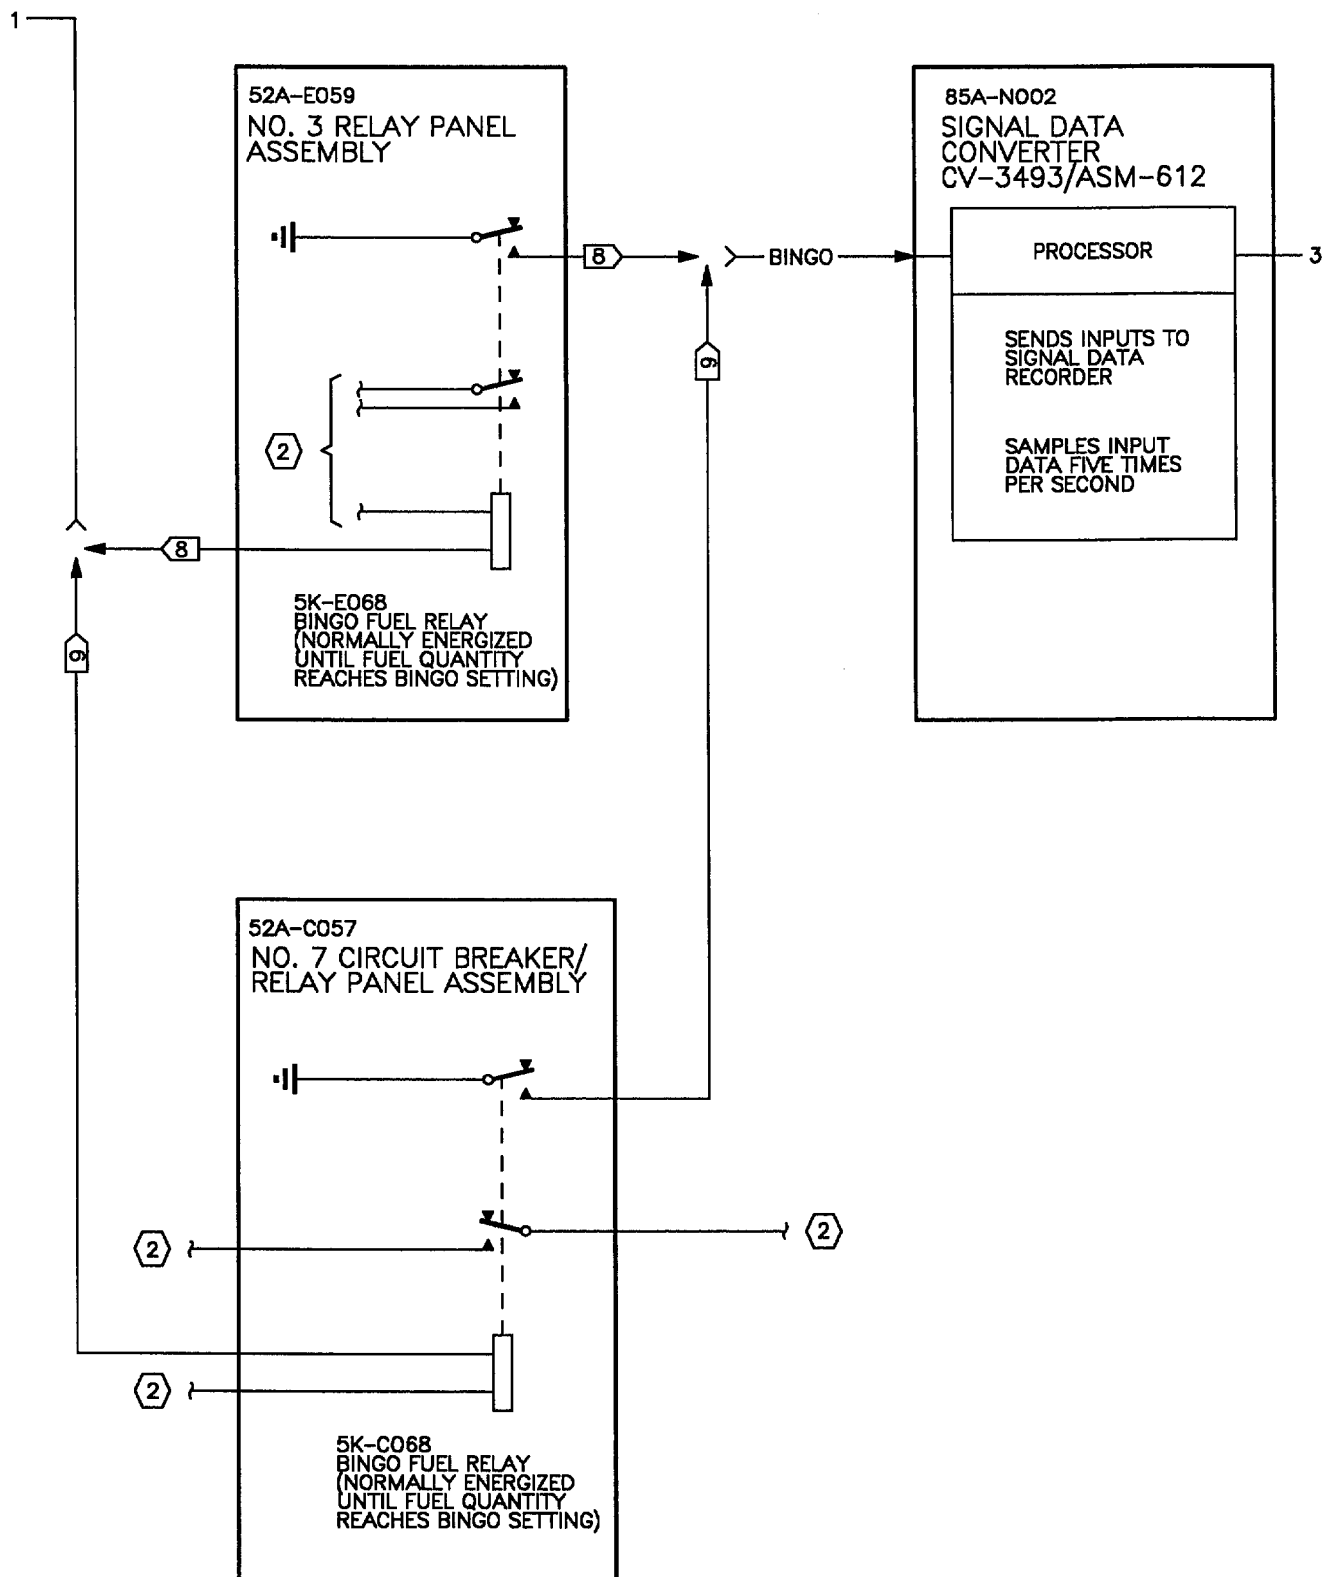 1
52A-E059
NO. 3 RELAY PANEL
ASSEMBLY
8
BINGO
9
2
8
9
5K-E068
BINGO FUEL RELAY
(NORMALLY ENERGIZED
UNTIL FUEL QUANTITY
REACHES BINGO SETTING)
85A-N002
SIGNAL DATA
CONVERTER
CV-3493/ASM-612
PROCESSOR
3
SENDS INPUTS TO
SIGNAL DATA
RECORDER
SAMPLES INPUT
DATA FIVE TIMES
PER SECOND
52A-C057
NO. 7 CIRCUIT BREAKER/
RELAY PANEL ASSEMBLY
2
2
2
5K-C068
BINGO FUEL RELAY
(NORMALLY ENERGIZED
UNTIL FUEL QUANTITY
REACHES BINGO SETTING)